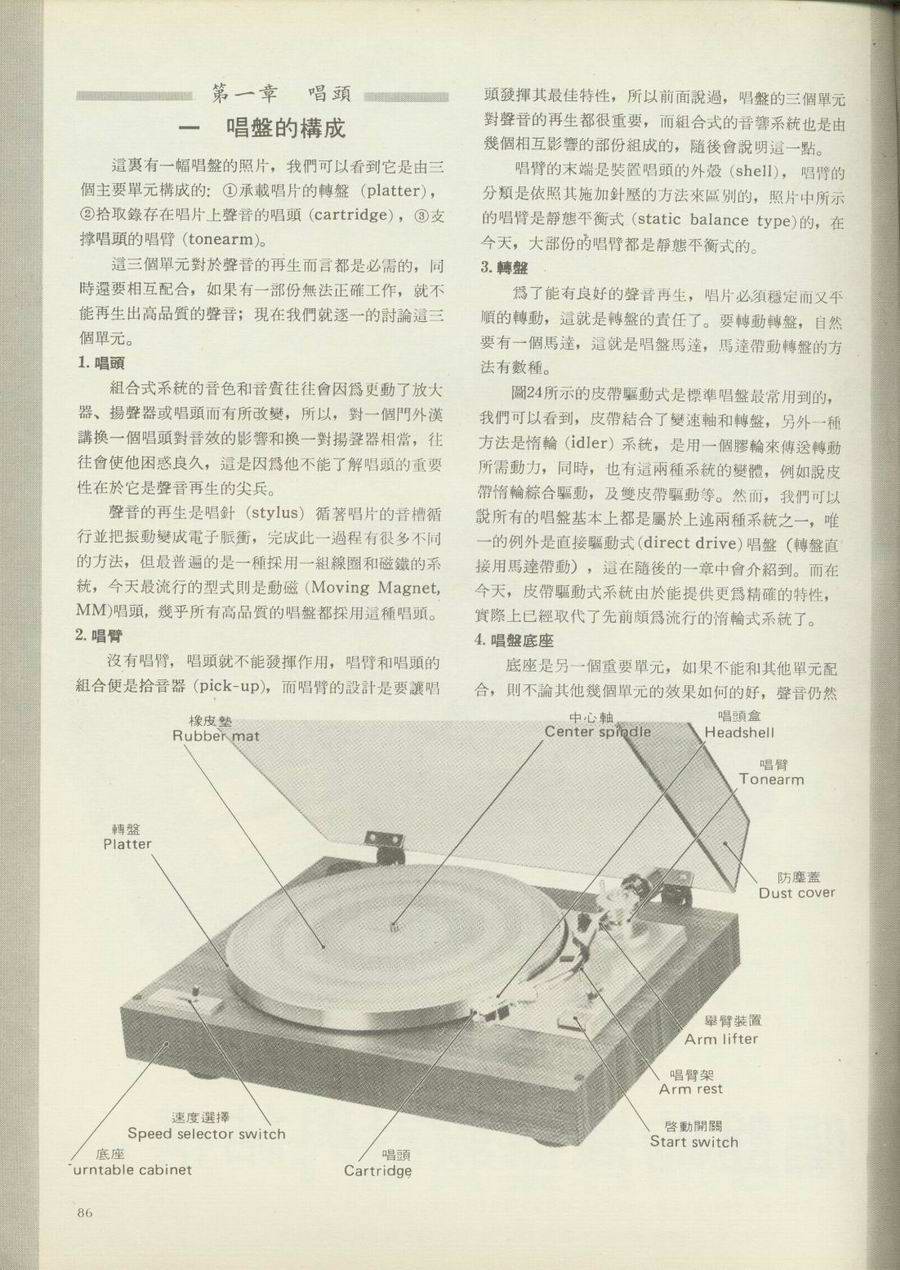 第一章　唱頭
一　唱盤的構成
這裏有一幅唱盤的照片，我們可以看到它是由三
個主要單元構成的：①承載唱片的轉盤 (platter)，
②拾取錄存在唱片上聲音的唱頭 (cartridge)，③支
撐唱頭的唱臂 (tonearm)。
這三個單元對於聲音的再生而言都是必需的，同
時還要相互配合，如果有一部份無法正確工作，就不
能再生出高品質的聲音；現在我們就逐一的討論這三
個單元。
1. 唱頭
組合式系統的音色和音質往往會因爲更動了放大
器、揚聲器或唱頭而有所改變，所以，對一個門外漢
講換一個唱頭對音效的影響和換一對揚聲器相當，往
往會使他困惑良久，這是因爲他不能了解唱頭的重要
性在於它是聲音再生的尖兵。
聲音的再生是唱針 (stylus) 循著唱片的音槽循
行並把振動變成電子脈衝，完成此一過程有很多不同
的方法，但最普遍的是一種採用一組線圈和磁鐵的系
統，今天最流行的型式則是動磁 (Moving Magnet,
MM)唱頭，幾乎所有高品質的唱盤都採用這種唱頭。
2. 唱臂
沒有唱臂，唱頭就不能發揮作用，唱臂和唱頭的
組合便是拾音器 (pick-up)，而唱臂的設計是要讓唱
頭發揮其最佳特性，所以前面說過，唱盤的三個單元
對聲音的再生都很重要，而組合式的音響系統也是由
幾個相互影響的部份組成的，隨後會說明這一點。
唱臂的末端是裝置唱頭的外殼 (shell)，唱臂的
分類是依照其施加針壓的方法來區別的，照片中所示
的唱臂是靜態平衡式 (static balance type)的，在
今天，大部份的唱臂都是靜態平衡式的。
3. 轉盤
爲了能有良好的聲音再生，唱片必須穩定而又平
順的轉動，這就是轉盤的責任了。要轉動轉盤，自然
要有一個馬達，這就是唱盤馬達，馬達帶動轉盤的方
法有數種。
圖24所示的皮帶驅動式是標準唱盤最常用到的，
我們可以看到，皮帶結合了變速軸和轉盤，另外一種
方法是惰輪 (idler) 系統，是用一個膠輪來傳送轉動
所需動力，同時，也有這兩種系統的變體，例如說皮
帶惰輪綜合驅動，及雙皮帶驅動等。然而，我們可以
說所有的唱盤基本上都是屬於上述兩種系統之一，唯
一的例外是直接驅動式(direct drive)唱盤（轉盤直
接用馬達帶動），這在隨後的一章中會介紹到。而在
今天，皮帶驅動式系統由於能提供更爲精確的特性，
實際上已經取代了先前頗爲流行的惰輪式系統了。
4. 唱盤底座
底座是另一個重要單元，如果不能和其他單元配
合，則不論其他幾個單元的效果如何的好，聲音仍然
橡皮墊
Rubber mat
中心軸
Center spindle
唱頭盒
Headshell
唱臂
Tonearm
轉盤
Platter
防塵蓋
Dust cover
舉臂裝置
Arm lifter
唱臂架
Arm rest
啓動開關
Start switch
速度選擇
Speed selector switch
底座
urntable cabinet
唱頭
Cartridge
86